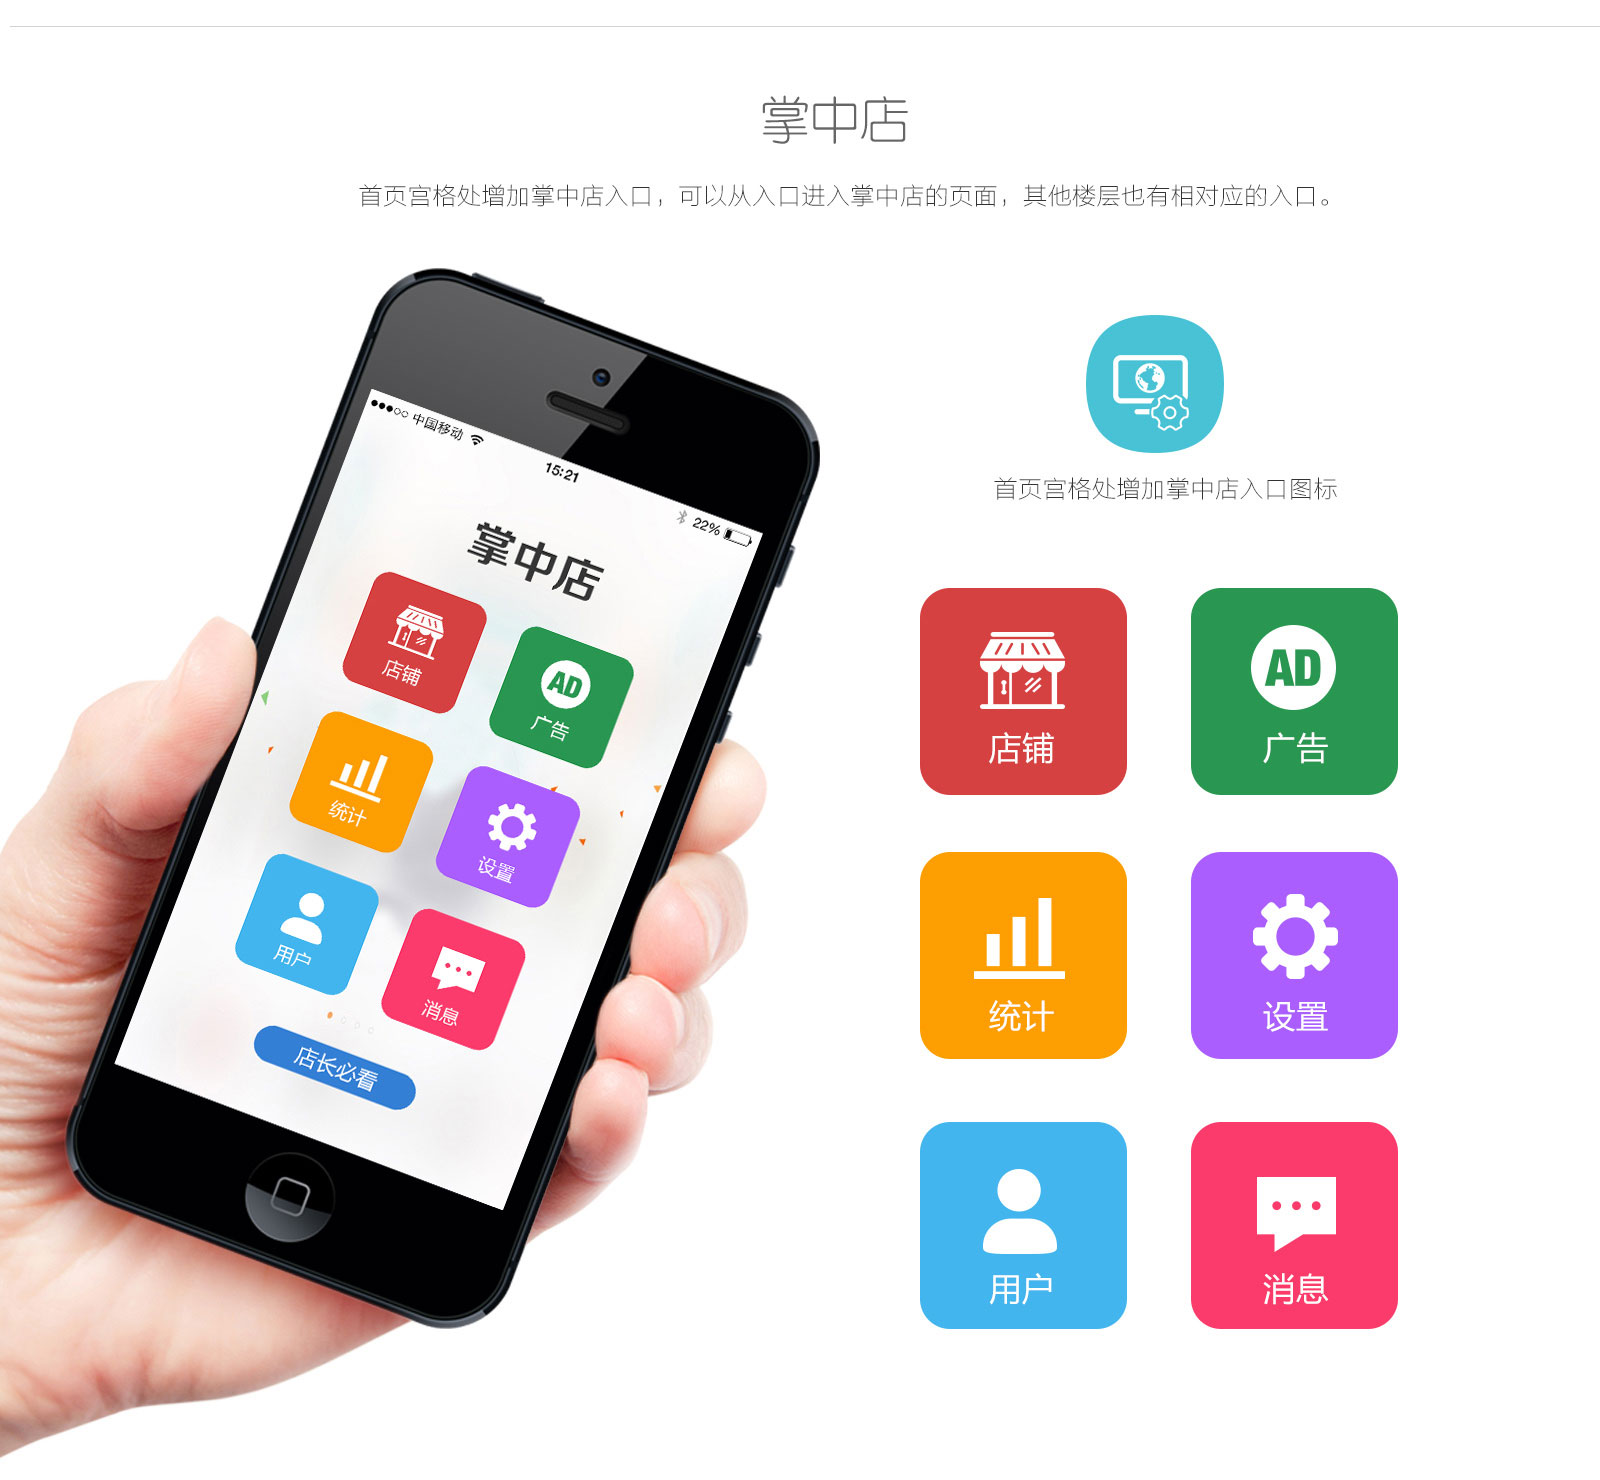 掌中店
首页宫格处增加掌中店入口，可以从入口进入掌中店的页面，其他楼层也有相对应的入口。
中国移动
15:21
22%
掌中店
店铺
AD
广告
统计
设置
用户
消息
店长必看
首页宫格处增加掌中店入口图标
店铺
AD
广告
统计
设置
用户
消息